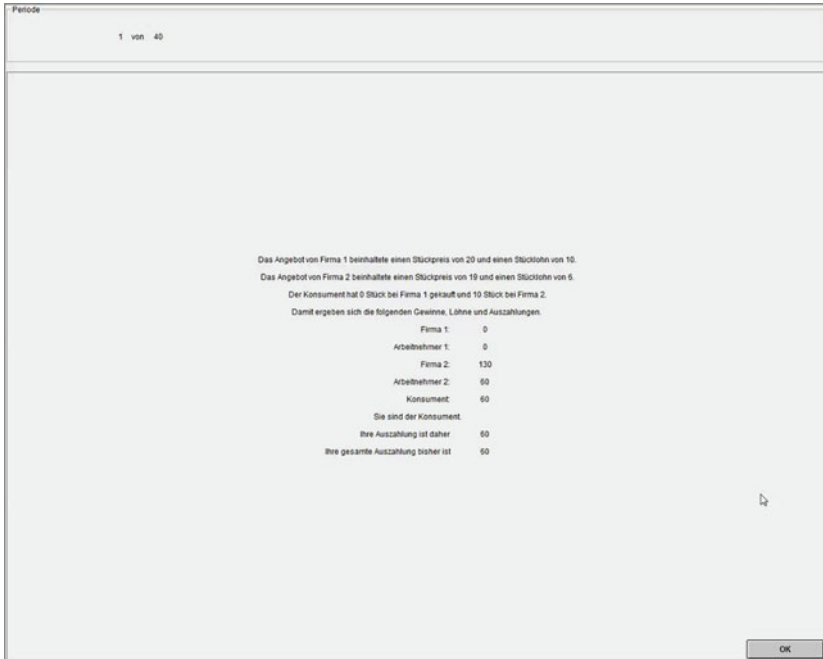 Periode
1 von 40
Das Angebot von Firma 1 beinhaltete einen Stückpreis von 20 und einen Stücklohn von 10.
Das Angebot von Firma 2 beinhaltete einen Stückpreis von 19 und einen Stücklohn von 6.
Der Konsument hat 0 Stück bei Firma 1 gekauft und 10 Stück bei Firma 2.
Damit ergeben sich die folgenden Gewinne, Löhne und Auszahlungen.
Firma 1: 0
Arbeitnehmer 1: 0
Firma 2: 130
Arbeitnehmer 2: 60
Konsument: 60
Sie sind der Konsument.
Ihre Auszahlung ist daher 60
Ihre gesamte Auszahlung bisher ist 60
OK